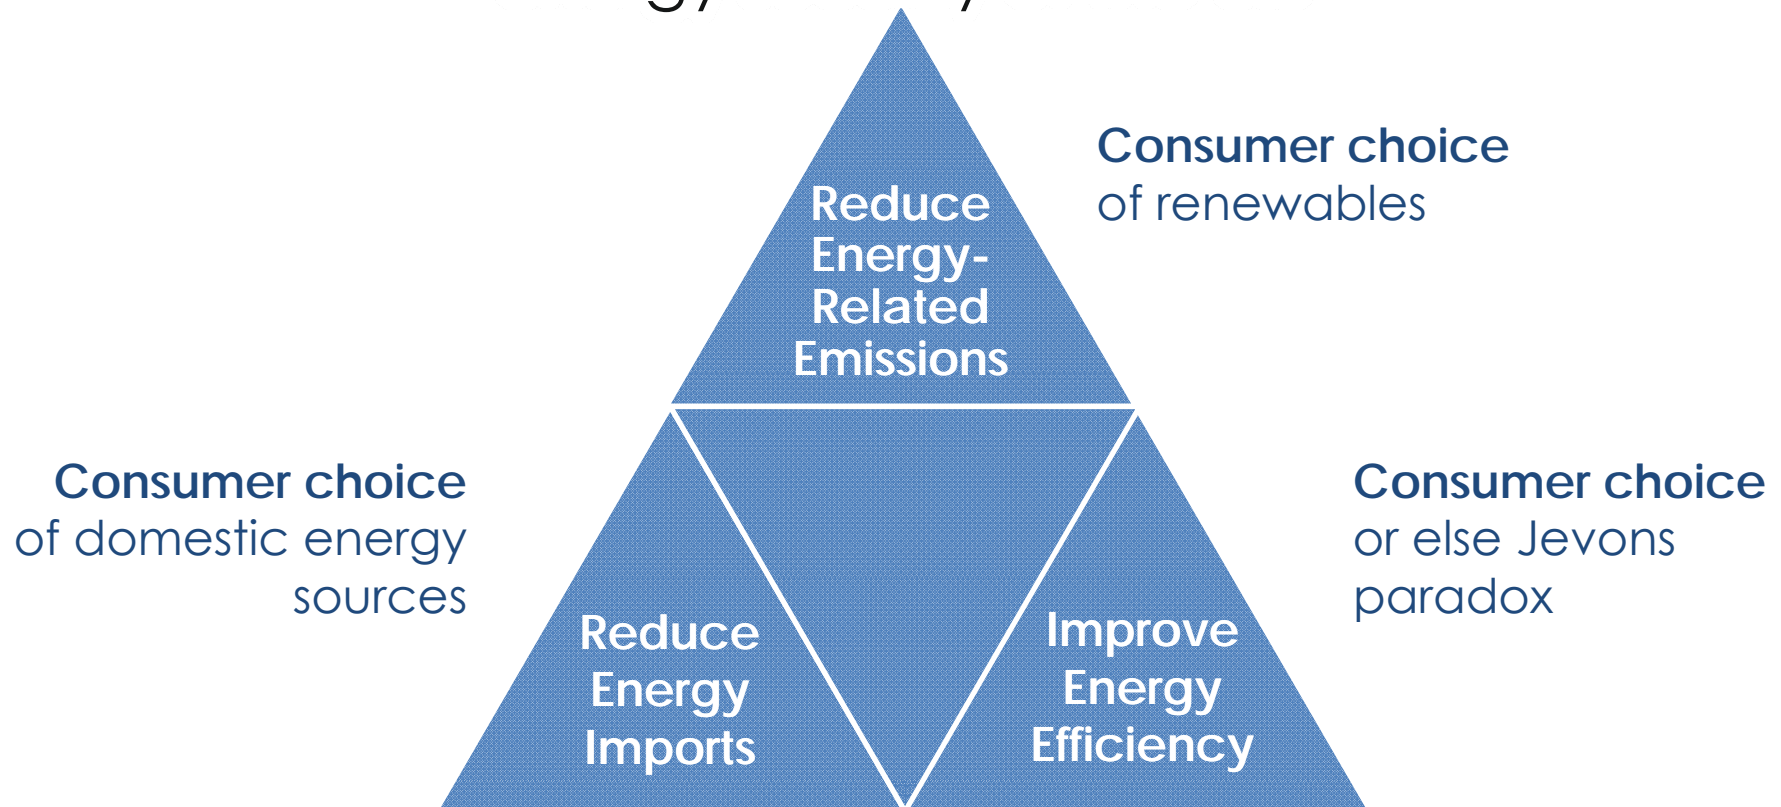 Consumer choice
of renewables
Reduce
Energy-
Related
Emissions
Consumer choice
of domestic energy
sources
Consumer choice
or else Jevons
paradox
Reduce
Energy
Imports
Improve
Energy
Efficiency